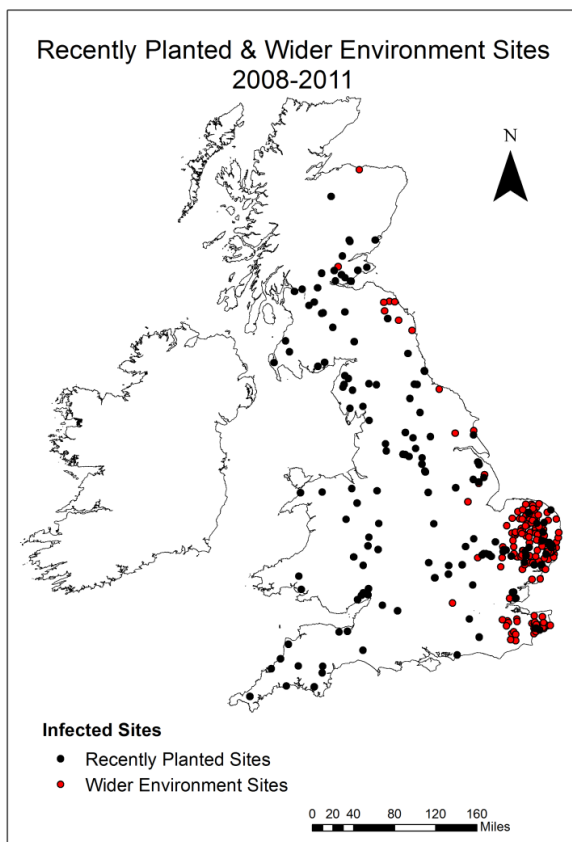 Recently Planted & Wider Environment Sites
2008-2011
N
Infected Sites
Recently Planted Sites
Wider Environment Sites
0 20 40 80 120 160
Miles